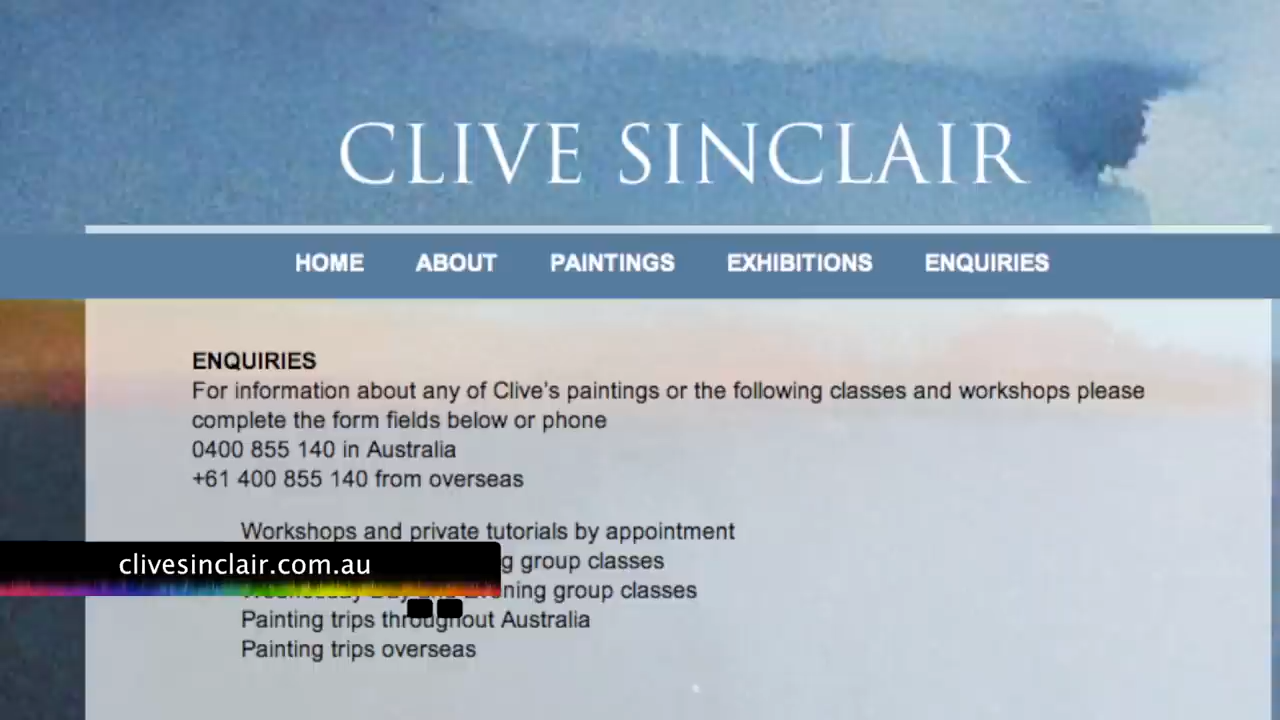 CLIVE SINCLAIR
HOME ABOUT PAINTINGS EXHIBITIONS ENQUIRIES
ENQUIRIES
For information about any of Clive's paintings or the following classes and workshops please
complete the form fields below or phone
0400 855 140 in Australia
+61 400 855 140 from overseas
Workshops and private tutorials by appointment
clivesinclair.com.au
group classes
group classes
Painting trips throughout Australia
Painting trips overseas